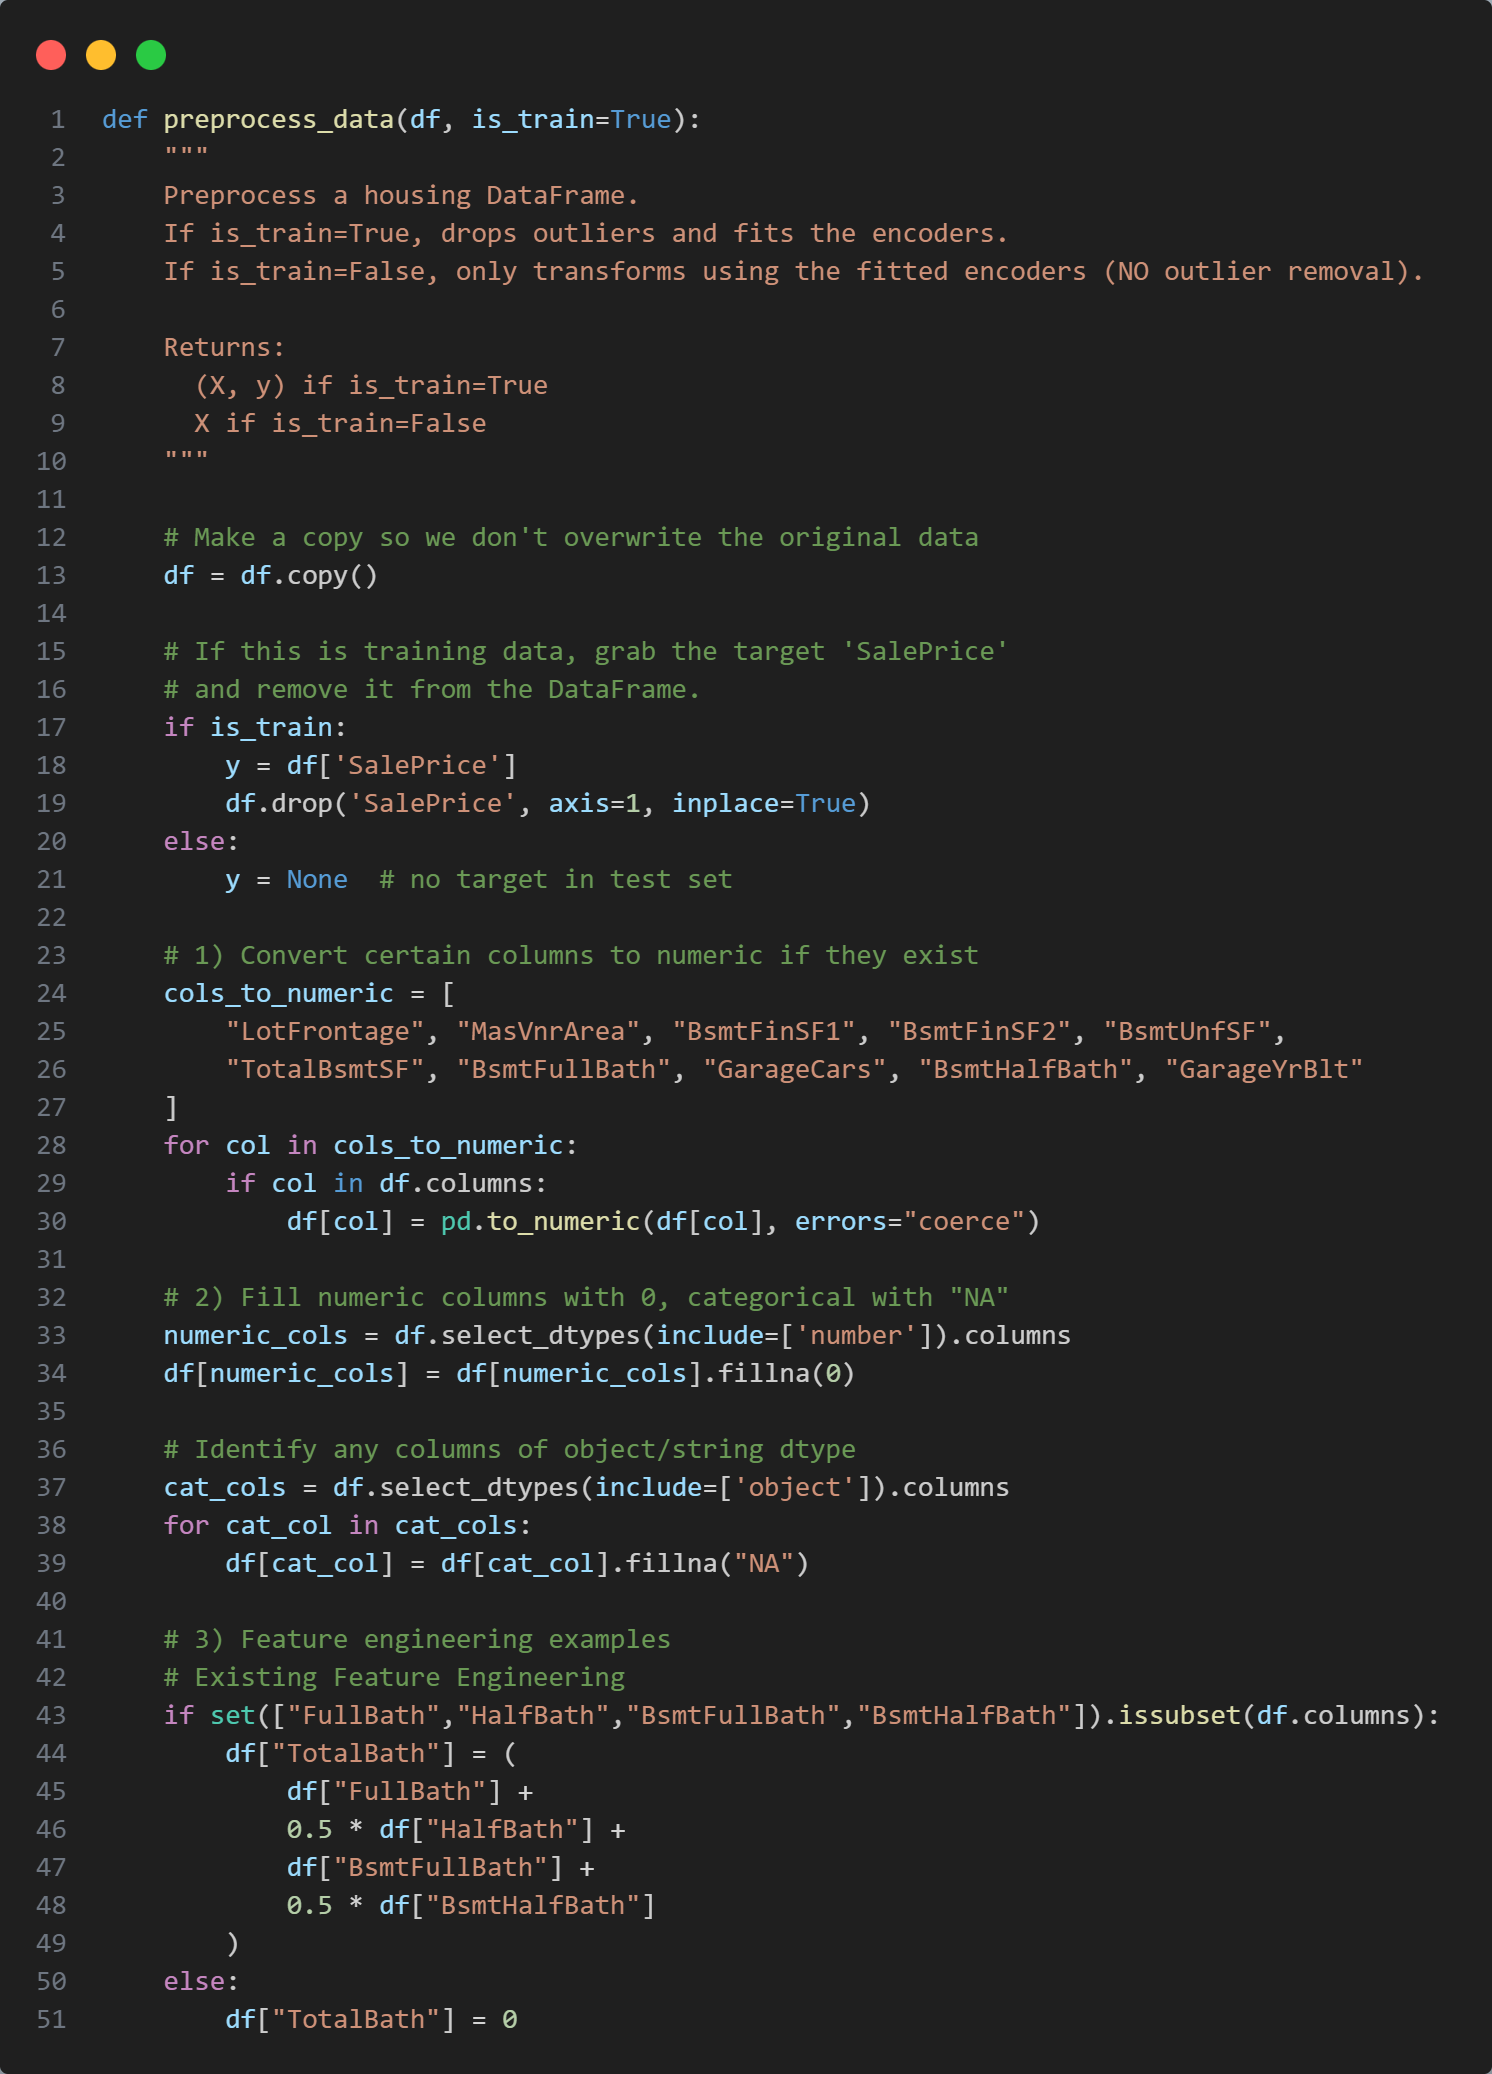 1 def preprocess_data(df, is_train=True):
2     """
3     Preprocess a housing DataFrame.
4     If is_train=True, drops outliers and fits the encoders.
5     If is_train=False, only transforms using the fitted encoders (NO outlier removal).
6
7     Returns:
8       (X, y) if is_train=True
9       X if is_train=False
10     """
11
12     # Make a copy so we don't overwrite the original data
13     df = df.copy()
14
15     # If this is training data, grab the target 'SalePrice'
16     # and remove it from the DataFrame.
17     if is_train:
18         y = df['SalePrice']
19         df.drop('SalePrice', axis=1, inplace=True)
20     else:
21         y = None  # no target in test set
22
23     # 1) Convert certain columns to numeric if they exist
24     cols_to_numeric = [
25         "LotFrontage", "MasVnrArea", "BsmtFinSF1", "BsmtFinSF2", "BsmtUnfSF",
26         "TotalBsmtSF", "BsmtFullBath", "GarageCars", "BsmtHalfBath", "GarageYrBlt"
27     ]
28     for col in cols_to_numeric:
29         if col in df.columns:
30             df[col] = pd.to_numeric(df[col], errors="coerce")
31
32     # 2) Fill numeric columns with 0, categorical with "NA"
33     numeric_cols = df.select_dtypes(include=['number']).columns
34     df[numeric_cols] = df[numeric_cols].fillna(0)
35
36     # Identify any columns of object/string dtype
37     cat_cols = df.select_dtypes(include=['object']).columns
38     for cat_col in cat_cols:
39         df[cat_col] = df[cat_col].fillna("NA")
40
41     # 3) Feature engineering examples
42     # Existing Feature Engineering
43     if set(["FullBath","HalfBath","BsmtFullBath","BsmtHalfBath"]).issubset(df.columns):
44         df["TotalBath"] = (
45             df["FullBath"] +
46             0.5 * df["HalfBath"] +
47             df["BsmtFullBath"] +
48             0.5 * df["BsmtHalfBath"]
49         )
50     else:
51         df["TotalBath"] = 0